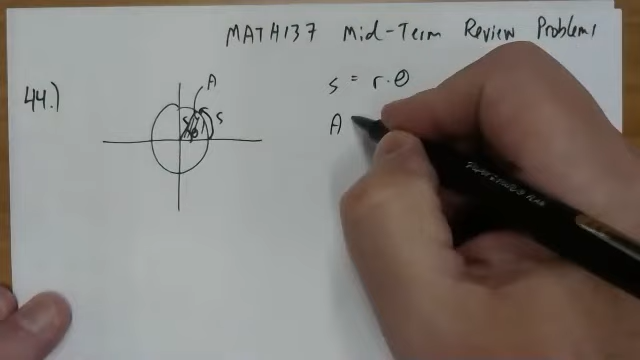 MATH137 Mid-Term Review Problems
44.)
A
s = r·θ
s
θ
A